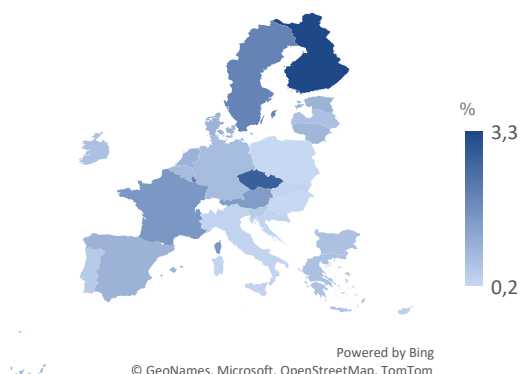 %
3,3
0,2
Powered by Bing
© GeoNames, Microsoft, OpenStreetMap, TomTom